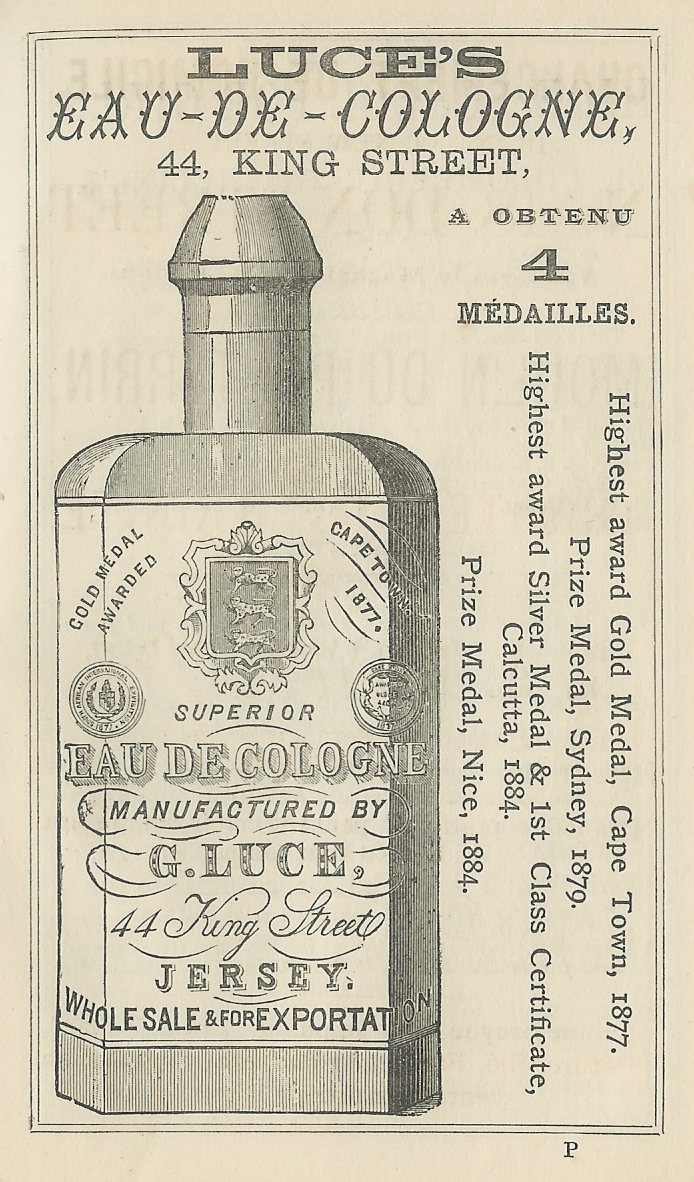 LUCE'S
EAU-DE-COLOGNE,
44, KING STREET,
A OBTENU
4
MÉDAILLES.
Highest award Gold Medal, Cape Town, 1877.
Prize Medal, Sydney, 1879.
Highest award Silver Medal & 1st Class Certificate,
Calcutta, 1884.
Prize Medal, Nice, 1884.
GOLD MEDAL
AWARDED
CAPE TOWN.
1877.
SUPERIOR
EAU DE COLOGNE
MANUFACTURED BY
G. LUCE,
44 King Street
JERSEY.
WHOLESALE & FOR EXPORTATION
P